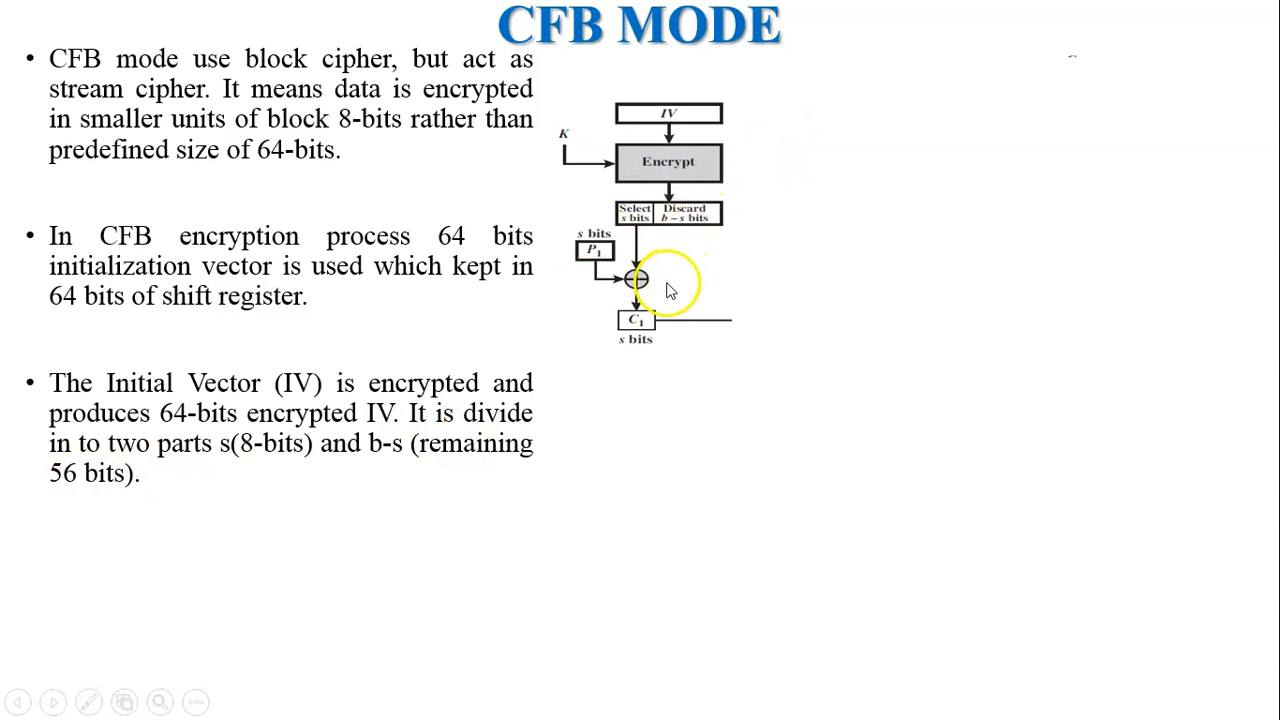 CFB MODE
• CFB mode use block cipher, but act as
stream cipher. It means data is encrypted
in smaller units of block 8-bits rather than
predefined size of 64-bits.
• In CFB encryption process 64 bits
initialization vector is used which kept in
64 bits of shift register.
• The Initial Vector (IV) is encrypted and
produces 64-bits encrypted IV. It is divide
in to two parts s(8-bits) and b-s (remaining
56 bits).
IV
K
Encrypt
Select Discard
s bits b – s bits
s bits
P₁
C₁
s bits